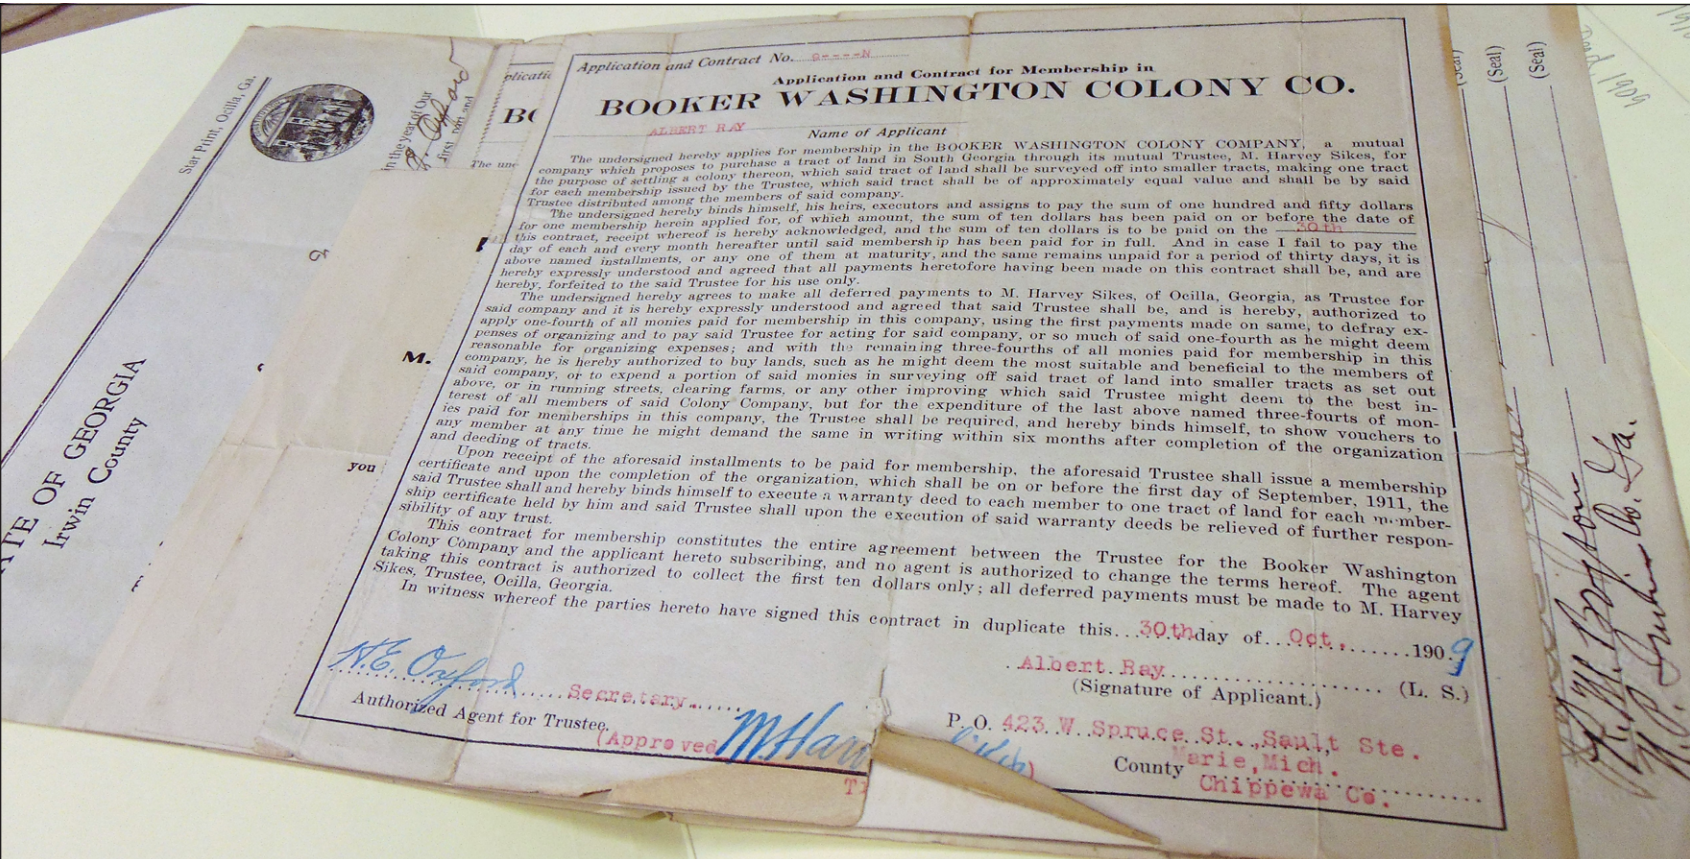 Star Print, Ocilla, Ga.
STATE OF GEORGIA
Irwin County
in the year of Our
first part and
plicati
BO
The une
M.
you
Application and Contract No. 9----N
Application and Contract for Membership in
BOOKER WASHINGTON COLONY CO.
ALBERT RAY
Name of Applicant
The undersigned hereby applies for membership in the BOOKER WASHINGTON COLONY COMPANY, a mutual
company which proposes to purchase a tract of land in South Georgia through its mutual Trustee, M. Harvey Sikes, for
the purpose of settling a colony thereon, which said tract of land shall be surveyed off into smaller tracts, making one tract
for each membership issued by the Trustee, which said tract shall be of approximately equal value and shall be by said
Trustee distributed among the members of said company.
The undersigned hereby binds himself, his heirs, executors and assigns to pay the sum of one hundred and fifty dollars
for one membership herein applied for, of which amount, the sum of ten dollars has been paid on or before the date of
this contract, receipt whereof is hereby acknowledged, and the sum of ten dollars is to be paid on the 30th
day of each and every month hereafter until said membership has been paid for in full. And in case I fail to pay the
above named installments, or any one of them at maturity, and the same remains unpaid for a period of thirty days, it is
hereby expressly understood and agreed that all payments heretofore having been made on this contract shall be, and are
hereby, forfeited to the said Trustee for his use only.
The undersigned hereby agrees to make all deferred payments to M. Harvey Sikes, of Ocilla, Georgia, as Trustee for
said company and it is hereby expressly understood and agreed that said Trustee shall be, and is hereby, authorized to
apply one-fourth of all monies paid for membership in this company, using the first payments made on same, to defray ex-
penses of organizing and to pay said Trustee for acting for said company, or so much of said one-fourth as he might deem
reasonable for organizing expenses; and with the remaining three-fourths of all monies paid for membership in this
company, he is hereby authorized to buy lands, such as he might deem the most suitable and beneficial to the members of
said company, or to expend a portion of said monies in surveying off said tract of land into smaller tracts as set out
above, or in running streets, clearing farms, or any other improving which said Trustee might deem to the best in-
terest of all members of said Colony Company, but for the expenditure of the last above named three-fourts of mon-
ies paid for memberships in this company, the Trustee shall be required, and hereby binds himself, to show vouchers to
any member at any time he might demand the same in writing within six months after completion of the organization
and deeding of tracts.
Upon receipt of the aforesaid installments to be paid for membership, the aforesaid Trustee shall issue a membership
certificate and upon the completion of the organization, which shall be on or before the first day of September, 1911, the
said Trustee shall and hereby binds himself to execute a warranty deed to each member to one tract of land for each member-
ship certificate held by him and said Trustee shall upon the execution of said warranty deeds be relieved of further respon-
sibility of any trust.
This contract for membership constitutes the entire agreement between the Trustee for the Booker Washington
Colony Company and the applicant hereto subscribing, and no agent is authorized to change the terms hereof. The agent
taking this contract is authorized to collect the first ten dollars only; all deferred payments must be made to M. Harvey
Sikes, Trustee, Ocilla, Georgia.
In witness whereof the parties hereto have signed this contract in duplicate this...30th day of...Oct,.......1909
H.E. Oxford Secretary.....
Authorized Agent for Trustee.
(Approved M Harv
T
Albert Ray
(Signature of Applicant.) (L. S.)
P. O. 423 W. Spruce St., Sault Ste.
Marie, Mich.
County Chippewa Co.
(Seal)
(Seal)
(Seal)
1909